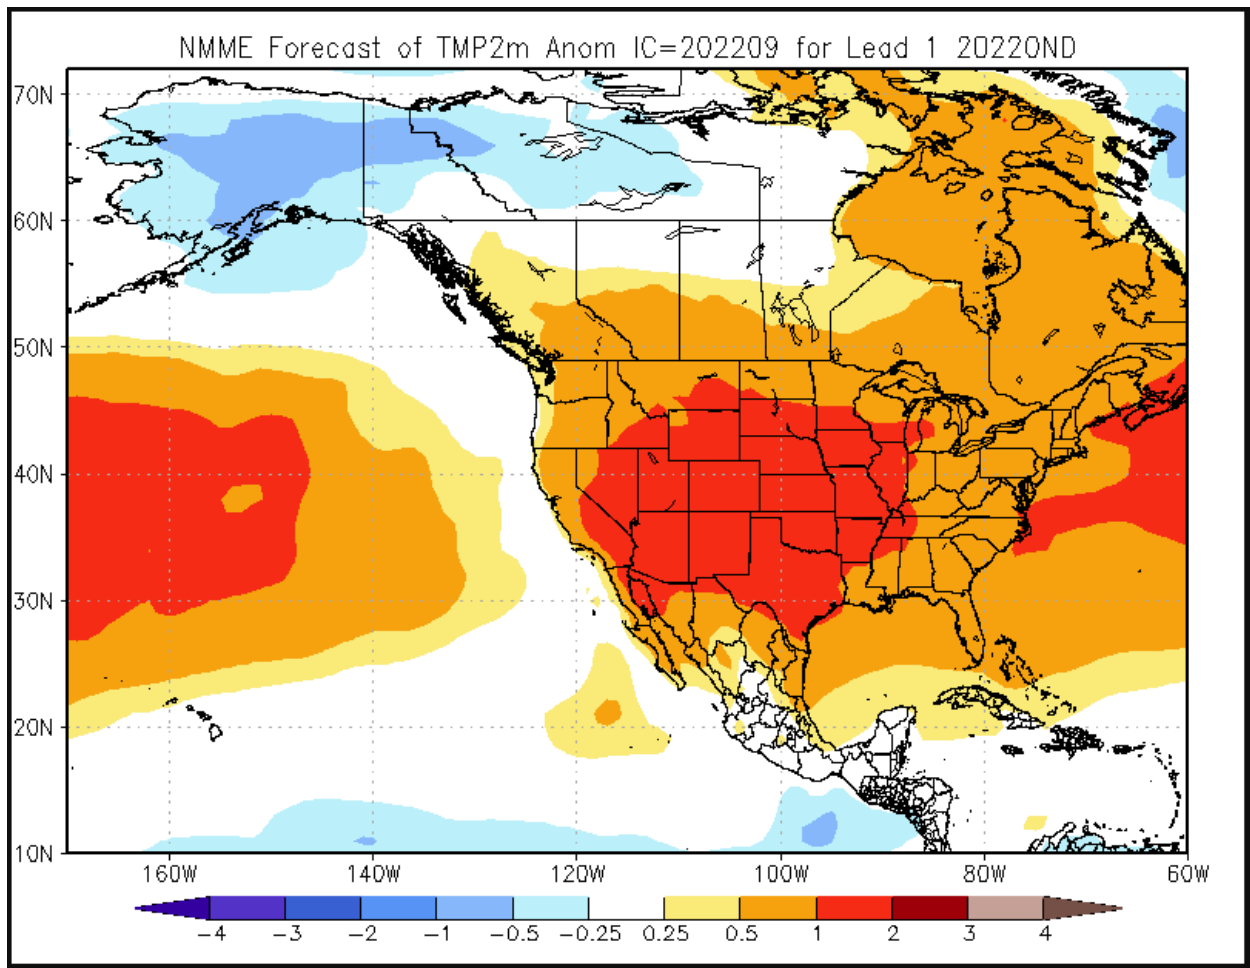 NMME Forecast of TMP2m Anom IC=202209 for Lead 1 2022OND
70N
60N
50N
40N
30N
20N
10N
160W 140W 120W 100W 80W 60W
-4 -3 -2 -1 -0.5 -0.25 0.25 0.5 1 2 3 4